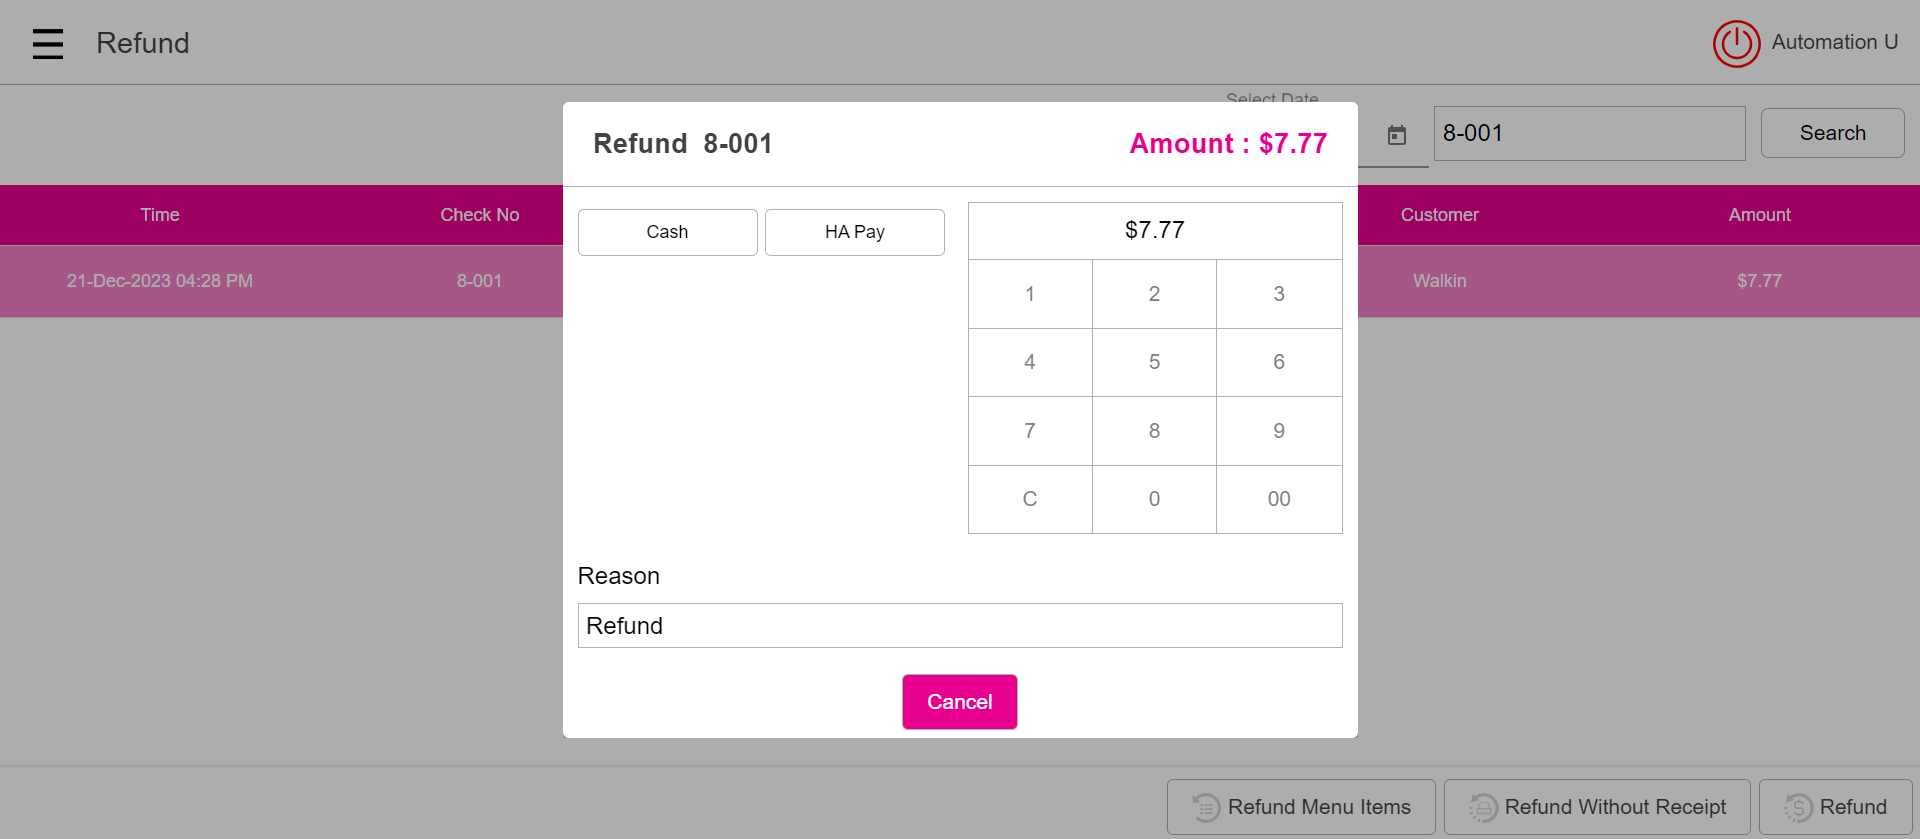 Refund
Automation U
Select Date
8-001
Search
Refund 8-001
Amount : $7.77
Time
Check No
Customer
Amount
21-Dec-2023 04:28 PM
8-001
Walkin
$7.77
Cash
HA Pay
$7.77
1 2 3
4 5 6
7 8 9
C 0 00
Reason
Refund
Cancel
Refund Menu Items
Refund Without Receipt
Refund